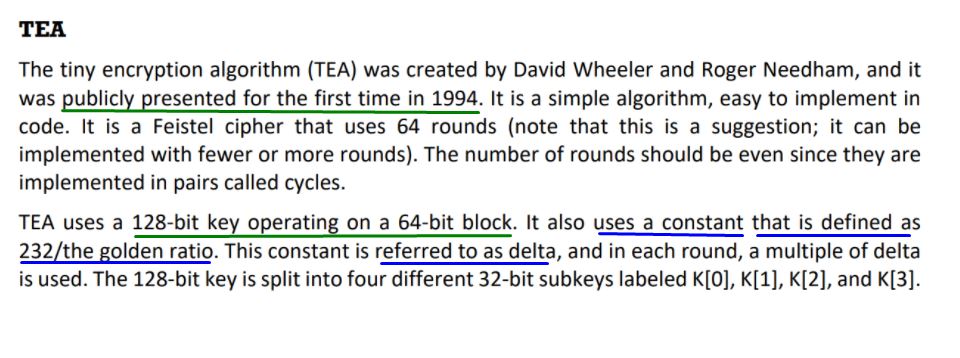 TEA
The tiny encryption algorithm (TEA) was created by David Wheeler and Roger Needham, and it
was publicly presented for the first time in 1994. It is a simple algorithm, easy to implement in
code. It is a Feistel cipher that uses 64 rounds (note that this is a suggestion; it can be
implemented with fewer or more rounds). The number of rounds should be even since they are
implemented in pairs called cycles.
TEA uses a 128-bit key operating on a 64-bit block. It also uses a constant that is defined as
232/the golden ratio. This constant is referred to as delta, and in each round, a multiple of delta
is used. The 128-bit key is split into four different 32-bit subkeys labeled K[0], K[1], K[2], and K[3].